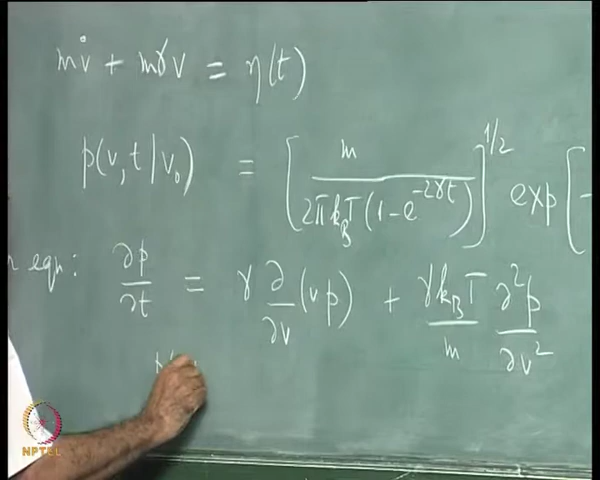 mv̇ + mγv = η(t)
p(v, t | v₀) = [ m / 2πk_BT(1 - e^{-2γt}) ]^{1/2} exp [ -
eqn: ∂p/∂t = γ ∂/∂v (vp) + γk_BT/m ∂²p/∂v²
NPTEL